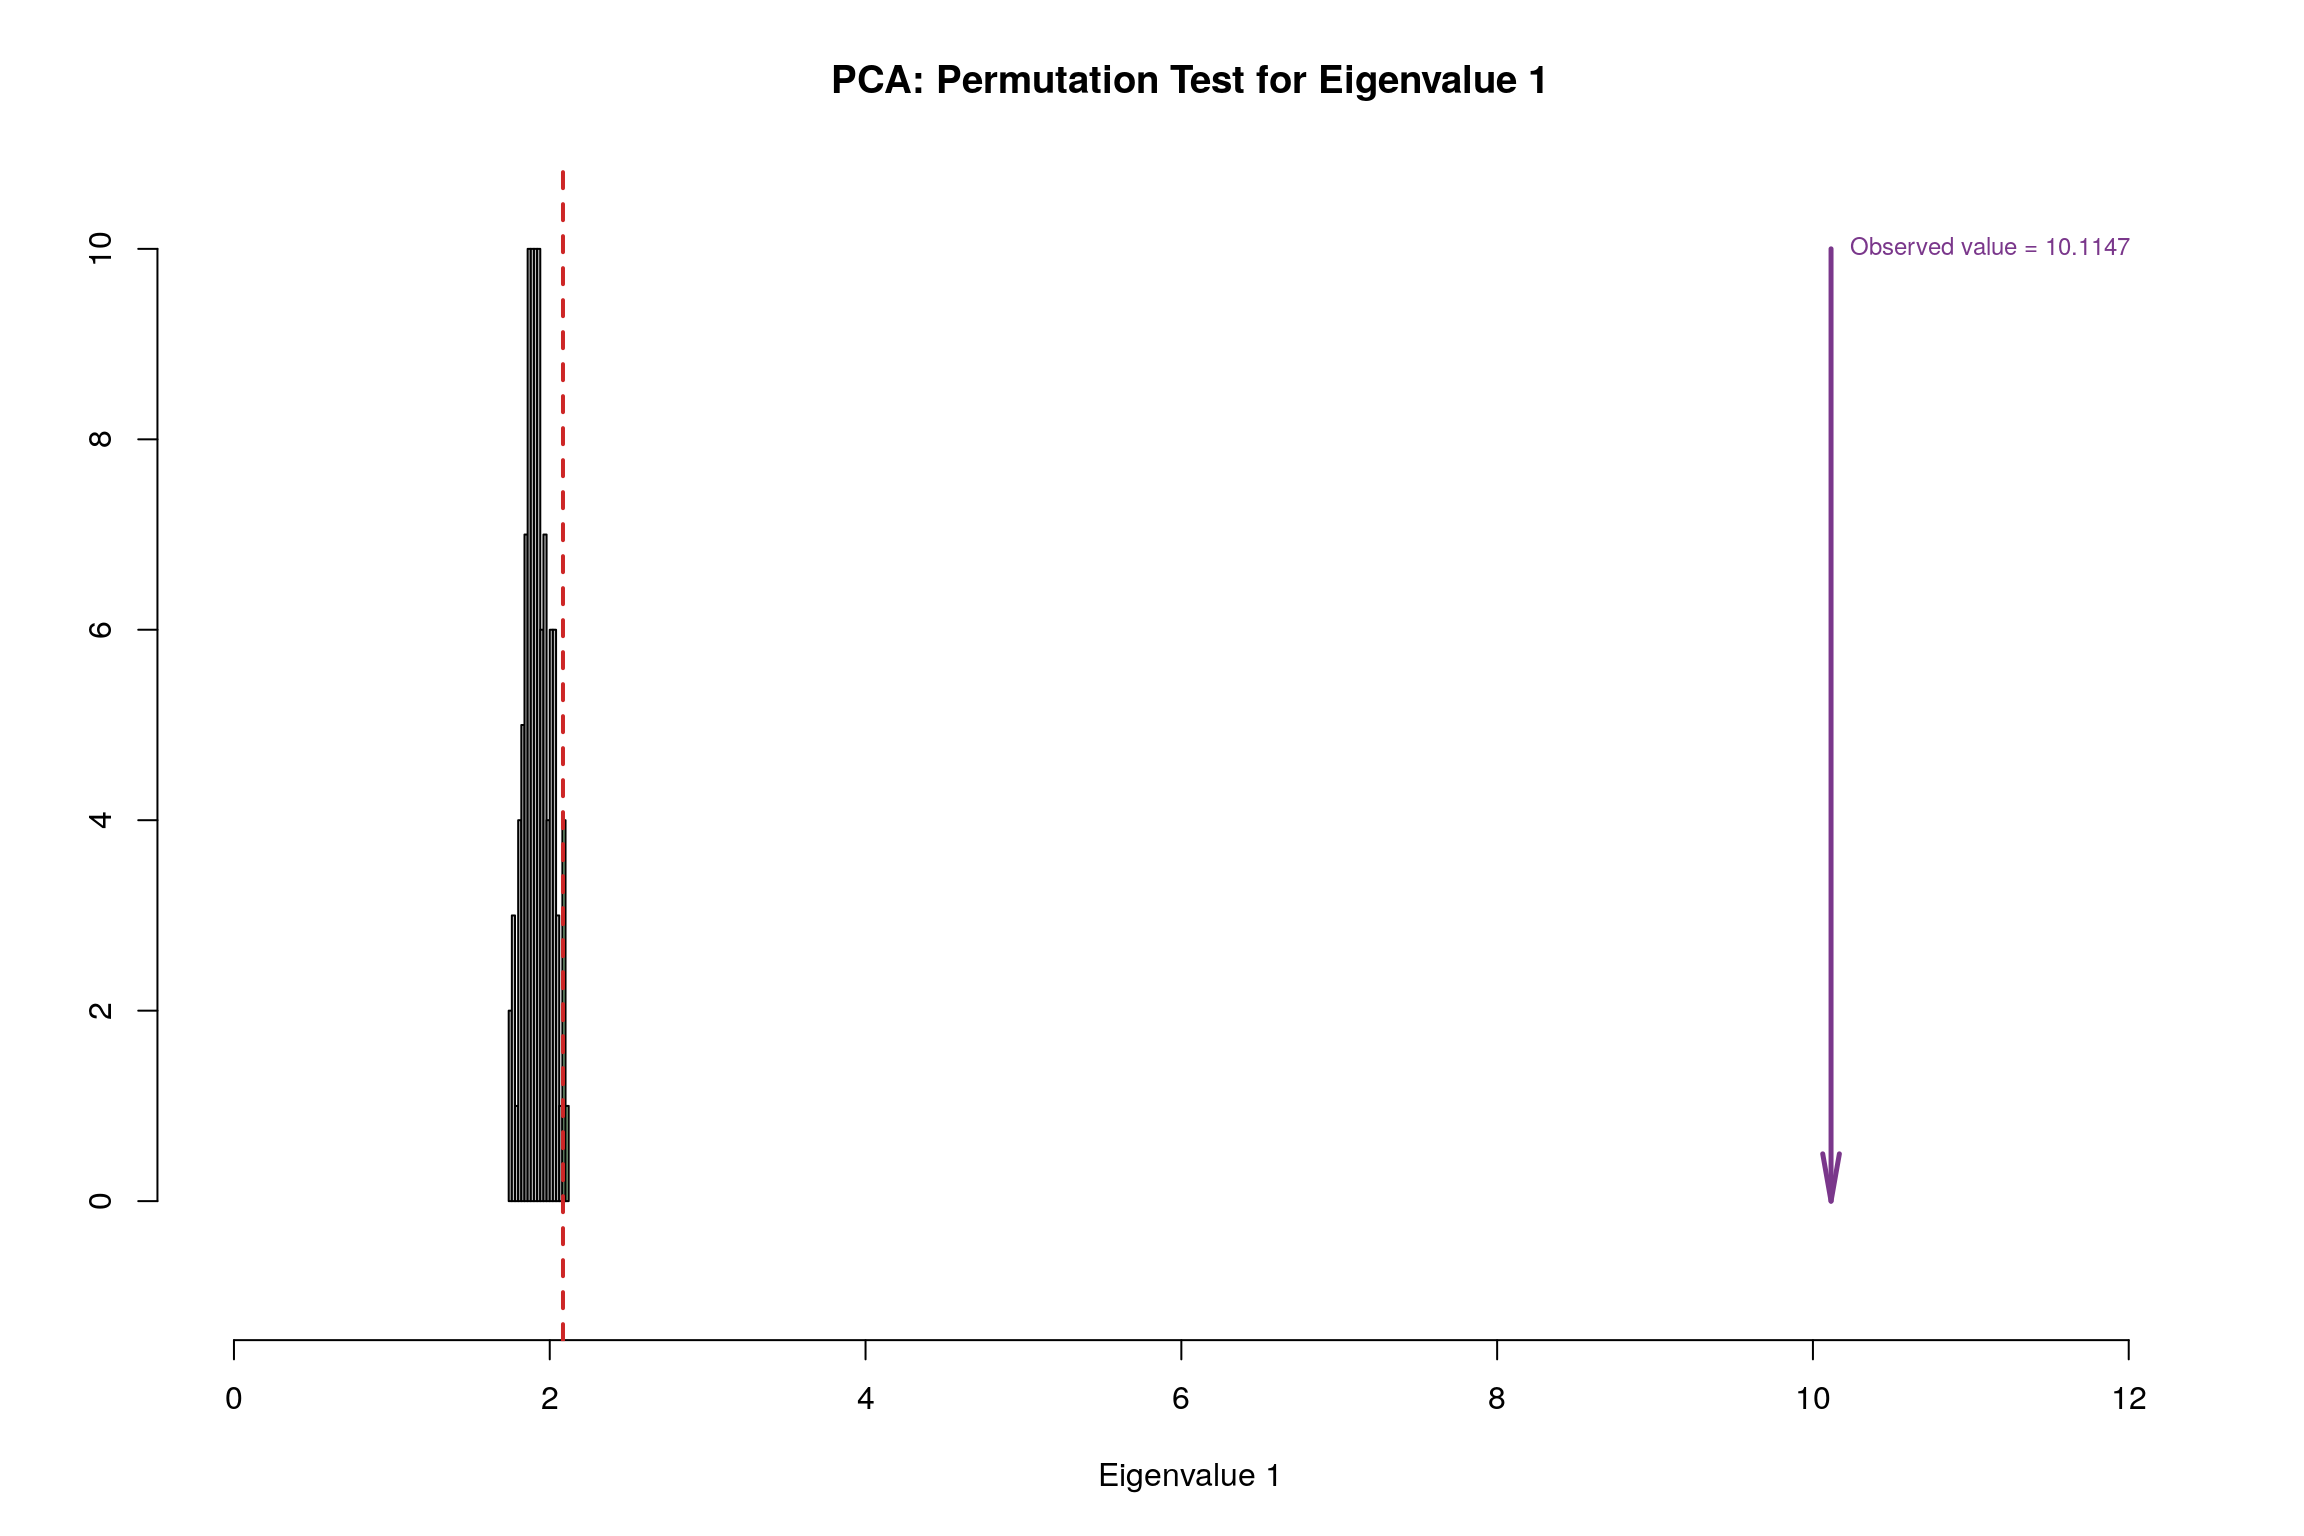 PCA: Permutation Test for Eigenvalue 1
Observed value = 10.1147
10
8
6
4
2
0
0 2 4 6 8 10 12
Eigenvalue 1